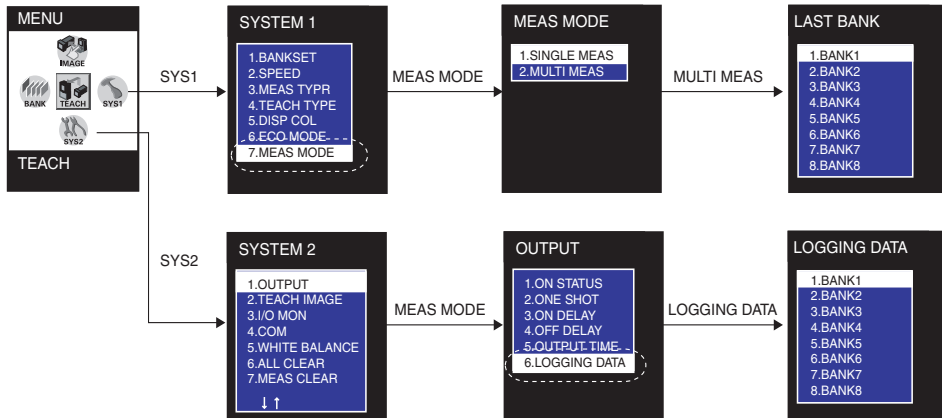 MENU
IMAGE
BANK
TEACH
SYS1
SYS2
TEACH
SYS1
SYSTEM 1
1.BANKSET
2.SPEED
3.MEAS TYPR
4.TEACH TYPE
5.DISP COL
6.ECO MODE
7.MEAS MODE
MEAS MODE
MEAS MODE
1.SINGLE MEAS
2.MULTI MEAS
MULTI MEAS
LAST BANK
1.BANK1
2.BANK2
3.BANK3
4.BANK4
5.BANK5
6.BANK6
7.BANK7
8.BANK8
SYS2
SYSTEM 2
1.OUTPUT
2.TEACH IMAGE
3.I/O MON
4.COM
5.WHITE BALANCE
6.ALL CLEAR
7.MEAS CLEAR
↓↑
MEAS MODE
OUTPUT
1.ON STATUS
2.ONE SHOT
3.ON DELAY
4.OFF DELAY
5.OUTPUT TIME
6.LOGGING DATA
LOGGING DATA
LOGGING DATA
1.BANK1
2.BANK2
3.BANK3
4.BANK4
5.BANK5
6.BANK6
7.BANK7
8.BANK8